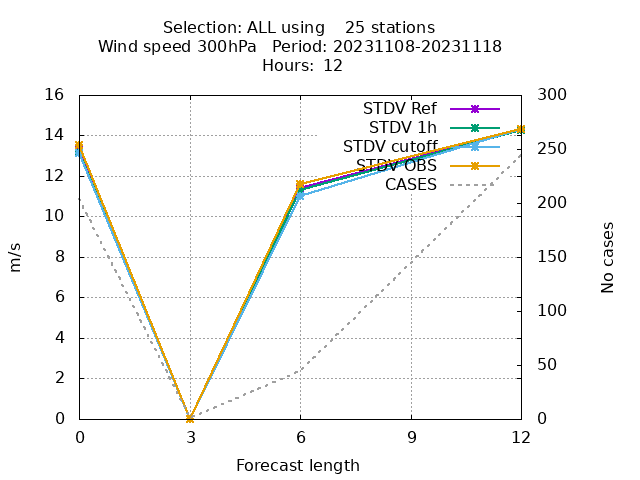 Selection: ALL using    25 stations
Wind speed 300hPa   Period: 20231108-20231118
Hours:  12
STDV Ref
STDV 1h
STDV cutoff
STDV OBS
CASES
16
14
12
10
8
6
4
2
0
300
250
200
150
100
50
0
m/s
No cases
0 3 6 9 12
Forecast length